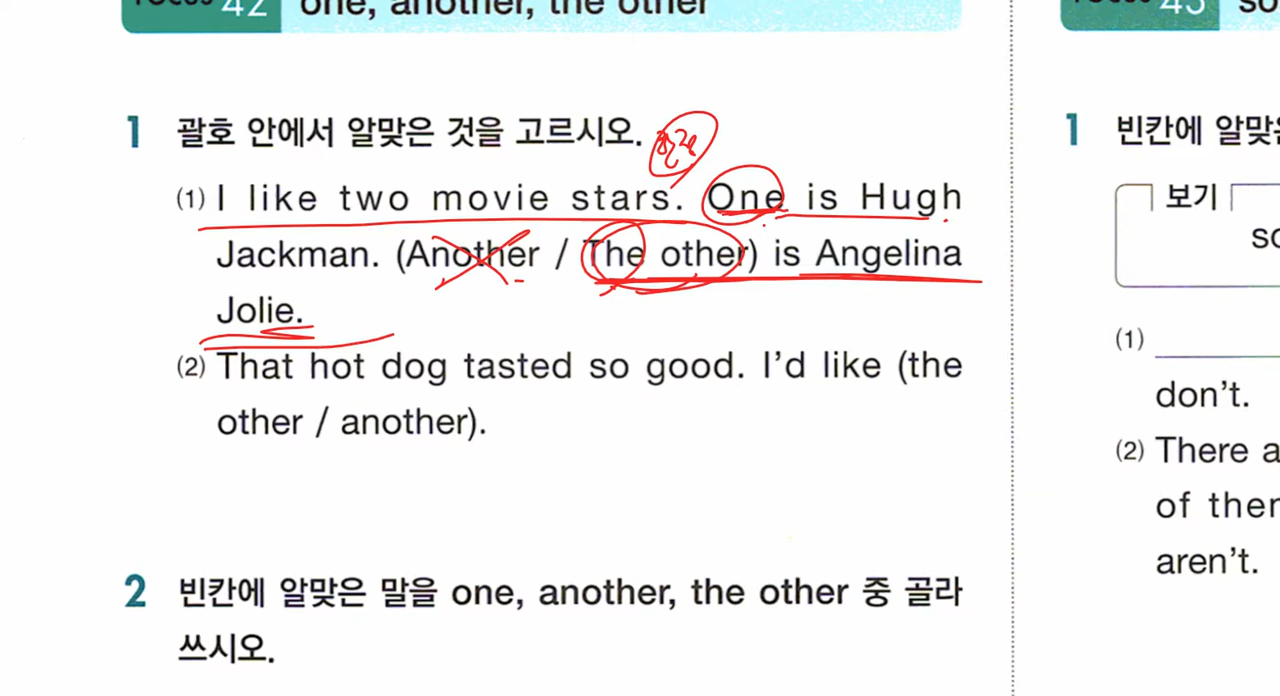 42 one, another, the other
1 괄호 안에서 알맞은 것을 고르시오.
(1) I like two movie stars. One is Hugh
Jackman. (Another / The other) is Angelina
Jolie.
(2) That hot dog tasted so good. I'd like (the
other / another).
2 빈칸에 알맞은 말을 one, another, the other 중 골라
쓰시오.
1 빈칸에
보기
(1)
don't.
(2) There
of
aren't.